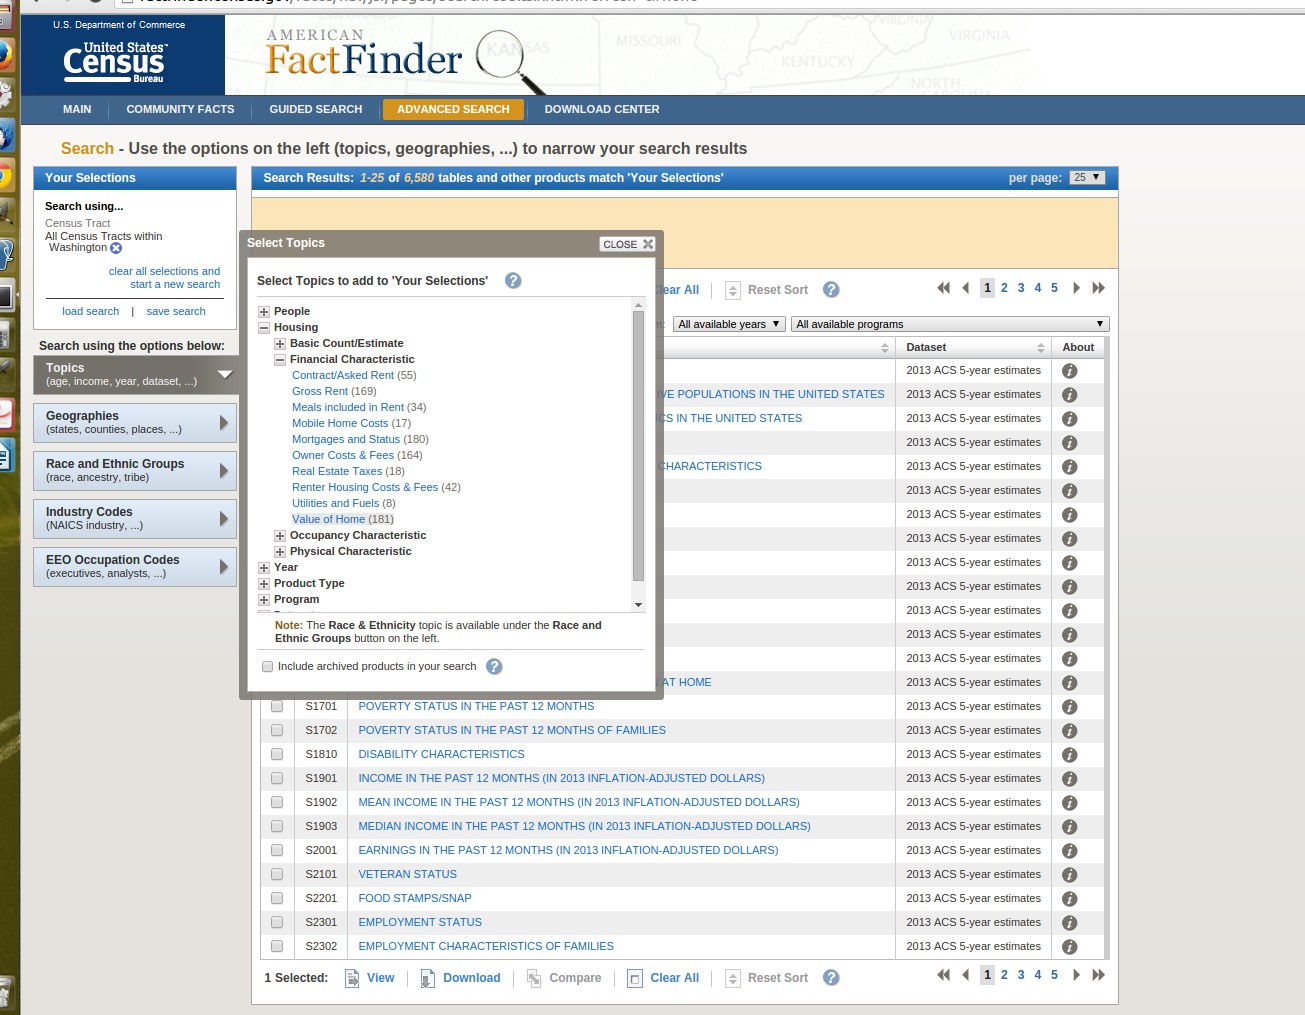 U.S. Department of Commerce
United States™
Census
Bureau
AMERICAN
FactFinder
KANSAS
MISSOURI
KENTUCKY
VIRGINIA
NORTH
MAIN
COMMUNITY FACTS
GUIDED SEARCH
ADVANCED SEARCH
DOWNLOAD CENTER
Search - Use the options on the left (topics, geographies, ...) to narrow your search results
Your Selections
Search using...
Census Tract
All Census Tracts within
Washington
clear all selections and
start a new search
load search | save search
Search using the options below:
Topics
(age, income, year, dataset, ...)
Geographies
(states, counties, places, ...)
Race and Ethnic Groups
(race, ancestry, tribe)
Industry Codes
(NAICS industry, ...)
EEO Occupation Codes
(executives, analysts, ...)
Search Results: 1-25 of 6,580 tables and other products match 'Your Selections'
per page: 25
Select Topics
CLOSE
Select Topics to add to 'Your Selections'
People
Housing
Basic Count/Estimate
Financial Characteristic
Contract/Asked Rent (55)
Gross Rent (169)
Meals included in Rent (34)
Mobile Home Costs (17)
Mortgages and Status (180)
Owner Costs & Fees (164)
Real Estate Taxes (18)
Renter Housing Costs & Fees (42)
Utilities and Fuels (8)
Value of Home (181)
Occupancy Characteristic
Physical Characteristic
Year
Product Type
Program
Note: The Race & Ethnicity topic is available under the Race and
Ethnic Groups button on the left.
Include archived products in your search
Clear All
Reset Sort
1 2 3 4 5
All available years
All available programs
Dataset
About
2013 ACS 5-year estimates
IVE POPULATIONS IN THE UNITED STATES 2013 ACS 5-year estimates
ICS IN THE UNITED STATES 2013 ACS 5-year estimates
2013 ACS 5-year estimates
CHARACTERISTICS 2013 ACS 5-year estimates
2013 ACS 5-year estimates
2013 ACS 5-year estimates
2013 ACS 5-year estimates
2013 ACS 5-year estimates
2013 ACS 5-year estimates
2013 ACS 5-year estimates
2013 ACS 5-year estimates
2013 ACS 5-year estimates
AT HOME 2013 ACS 5-year estimates
S1701 POVERTY STATUS IN THE PAST 12 MONTHS 2013 ACS 5-year estimates
S1702 POVERTY STATUS IN THE PAST 12 MONTHS OF FAMILIES 2013 ACS 5-year estimates
S1810 DISABILITY CHARACTERISTICS 2013 ACS 5-year estimates
S1901 INCOME IN THE PAST 12 MONTHS (IN 2013 INFLATION-ADJUSTED DOLLARS) 2013 ACS 5-year estimates
S1902 MEAN INCOME IN THE PAST 12 MONTHS (IN 2013 INFLATION-ADJUSTED DOLLARS) 2013 ACS 5-year estimates
S1903 MEDIAN INCOME IN THE PAST 12 MONTHS (IN 2013 INFLATION-ADJUSTED DOLLARS) 2013 ACS 5-year estimates
S2001 EARNINGS IN THE PAST 12 MONTHS (IN 2013 INFLATION-ADJUSTED DOLLARS) 2013 ACS 5-year estimates
S2101 VETERAN STATUS 2013 ACS 5-year estimates
S2201 FOOD STAMPS/SNAP 2013 ACS 5-year estimates
S2301 EMPLOYMENT STATUS 2013 ACS 5-year estimates
S2302 EMPLOYMENT CHARACTERISTICS OF FAMILIES 2013 ACS 5-year estimates
1 Selected: View Download Compare Clear All Reset Sort
1 2 3 4 5